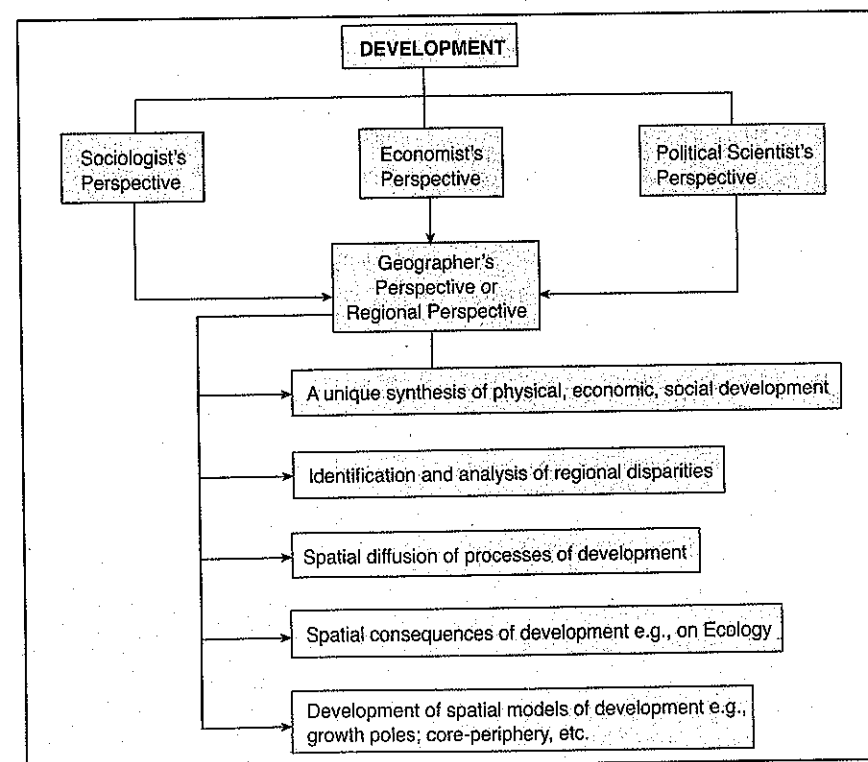 DEVELOPMENT
Sociologist's
Perspective
Economist's
Perspective
Political Scientist's
Perspective
Geographer's
Perspective or
Regional Perspective
A unique synthesis of physical, economic, social development
Identification and analysis of regional disparities
Spatial diffusion of processes of development
Spatial consequences of development e.g., on Ecology
Development of spatial models of development e.g.,
growth poles; core-periphery, etc.